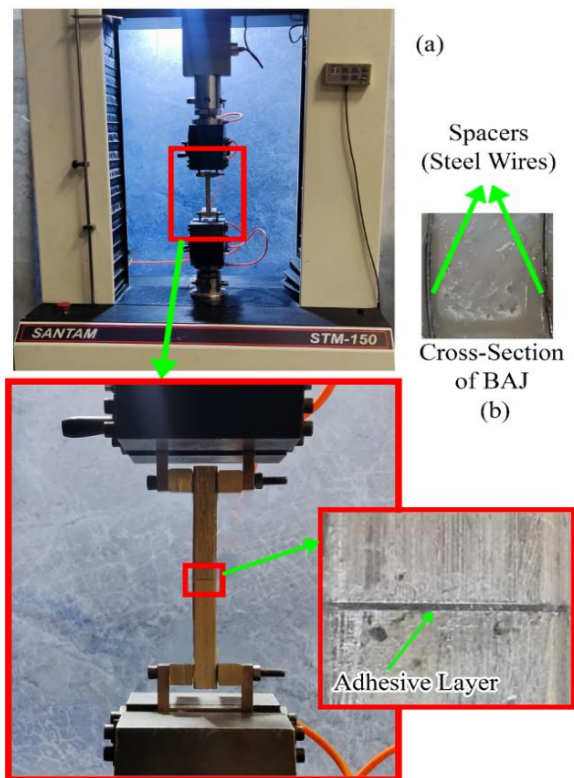 (a)
Spacers
(Steel Wires)
SANTAM
STM-150
Cross-Section
of BAJ
(b)
Adhesive Layer